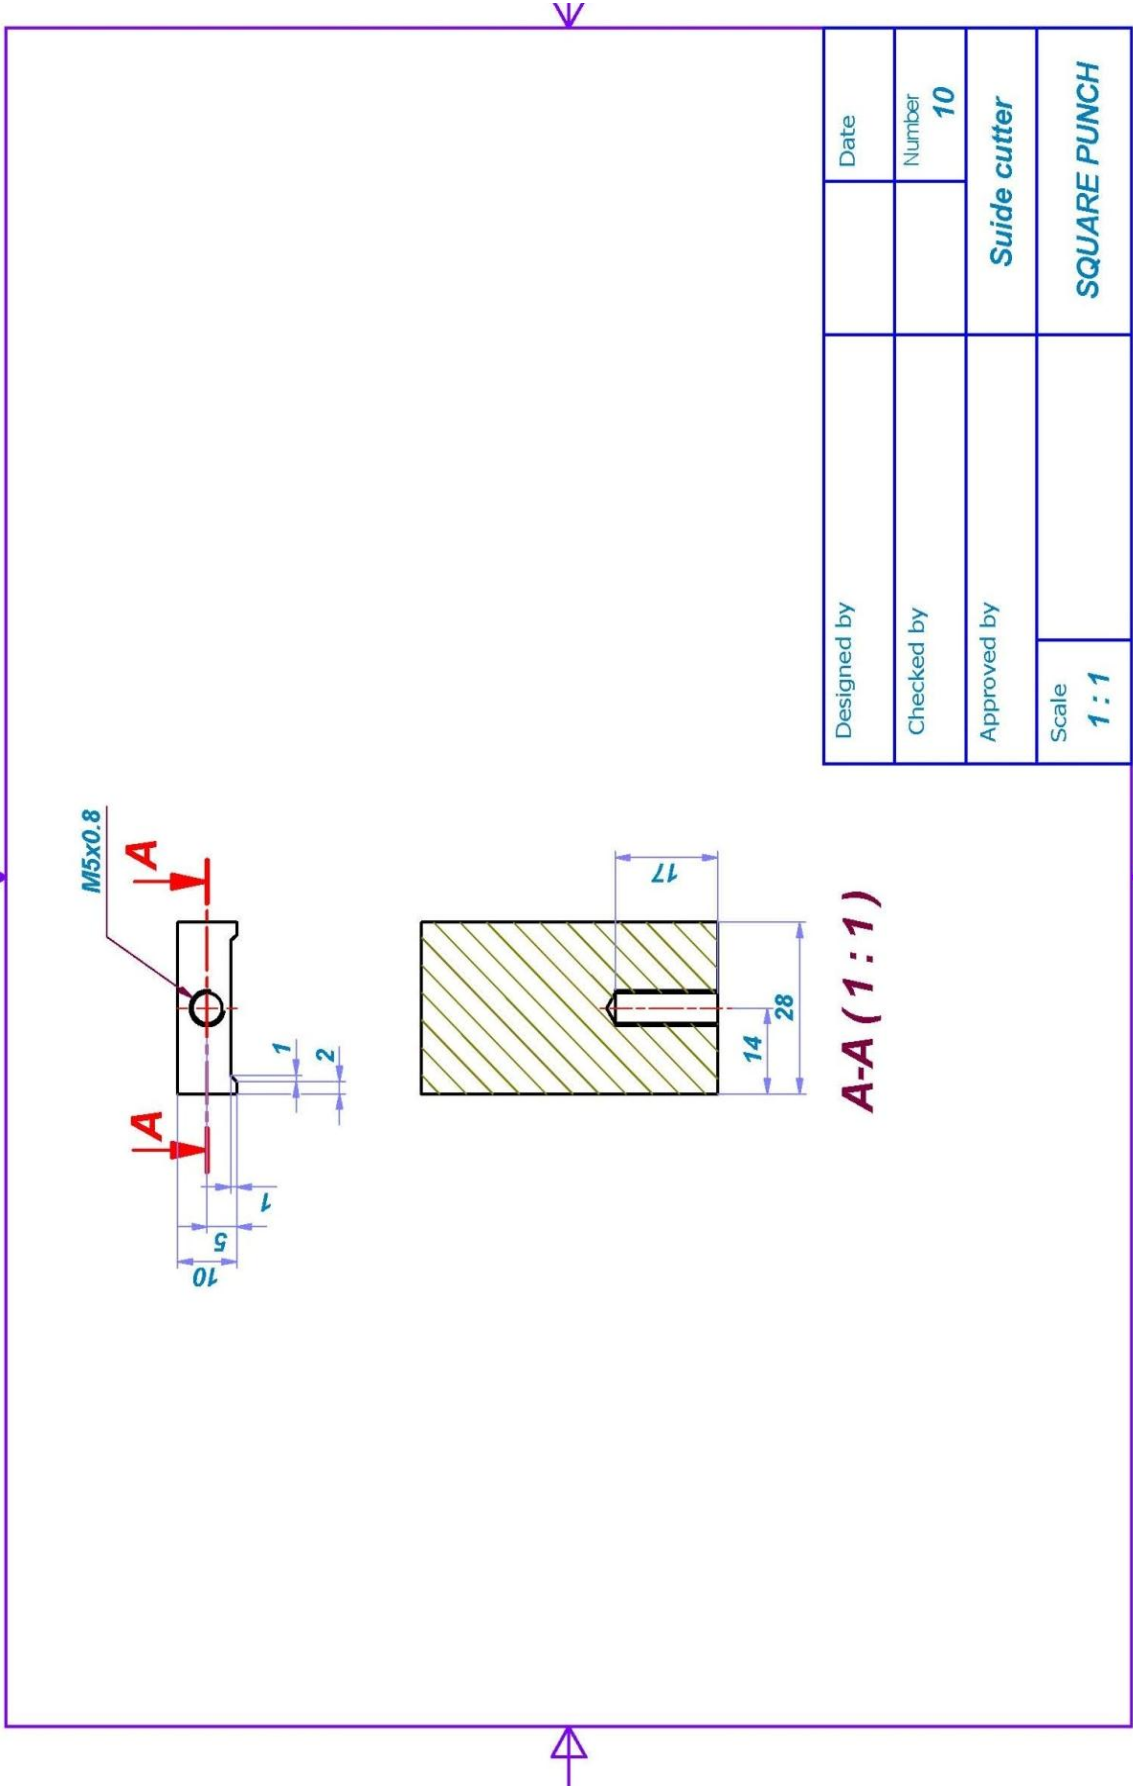 M5x0.8
A
A
1
2
1
5
10
17
14
28
A-A ( 1 : 1 )
Designed by
Date
Checked by
Number
10
Approved by
Suide cutter
Scale
1 : 1
SQUARE PUNCH